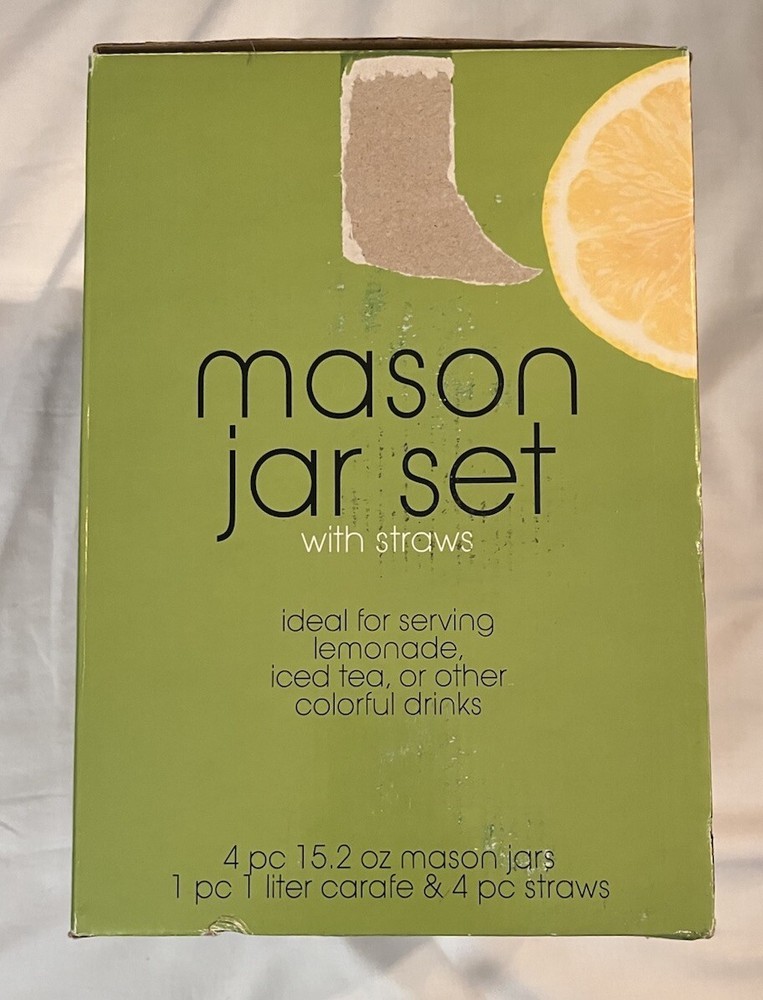 mason
jar set
with straws
ideal for serving
lemonade,
iced tea, or other
colorful drinks
4 pc 15.2 oz mason jars
1 pc 1 liter carafe & 4 pc straws